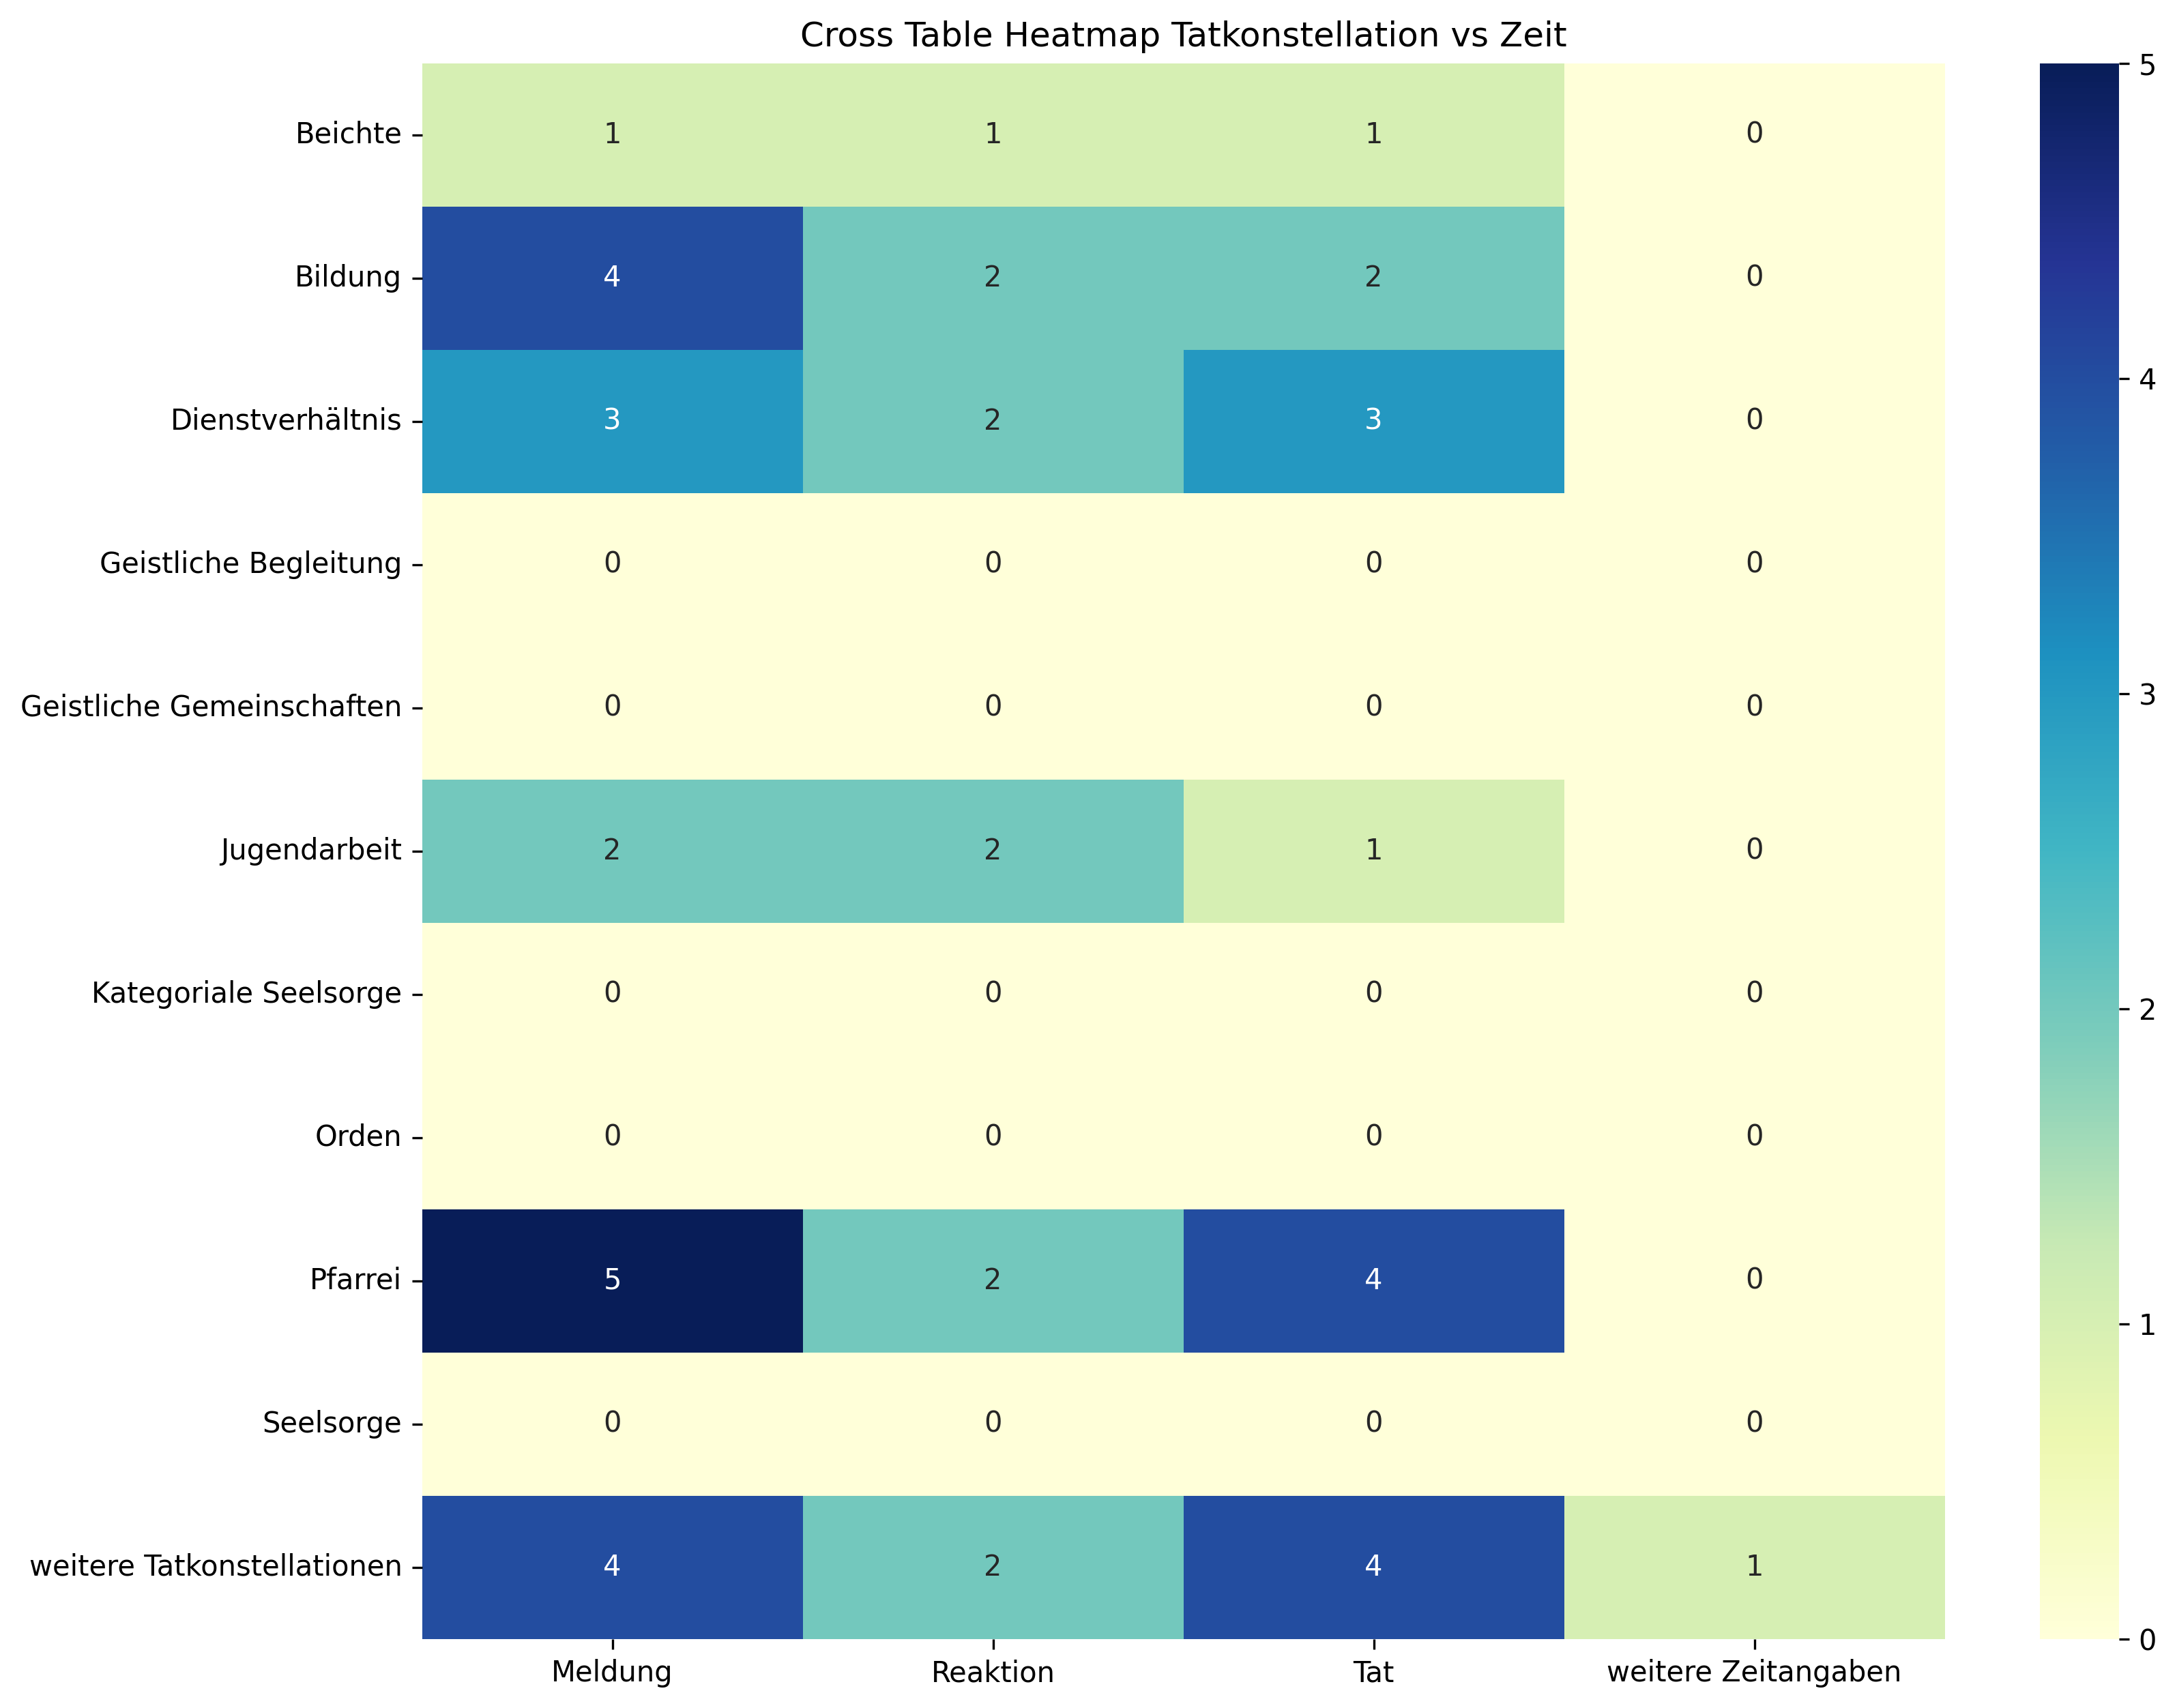 Cross Table Heatmap Tatkonstellation vs Zeit
Beichte 1 1 1 0
Bildung 4 2 2 0
Dienstverhältnis 3 2 3 0
Geistliche Begleitung 0 0 0 0
Geistliche Gemeinschaften 0 0 0 0
Jugendarbeit 2 2 1 0
Kategoriale Seelsorge 0 0 0 0
Orden 0 0 0 0
Pfarrei 5 2 4 0
Seelsorge 0 0 0 0
weitere Tatkonstellationen 4 2 4 1
Meldung Reaktion Tat weitere Zeitangaben
5
4
3
2
1
0